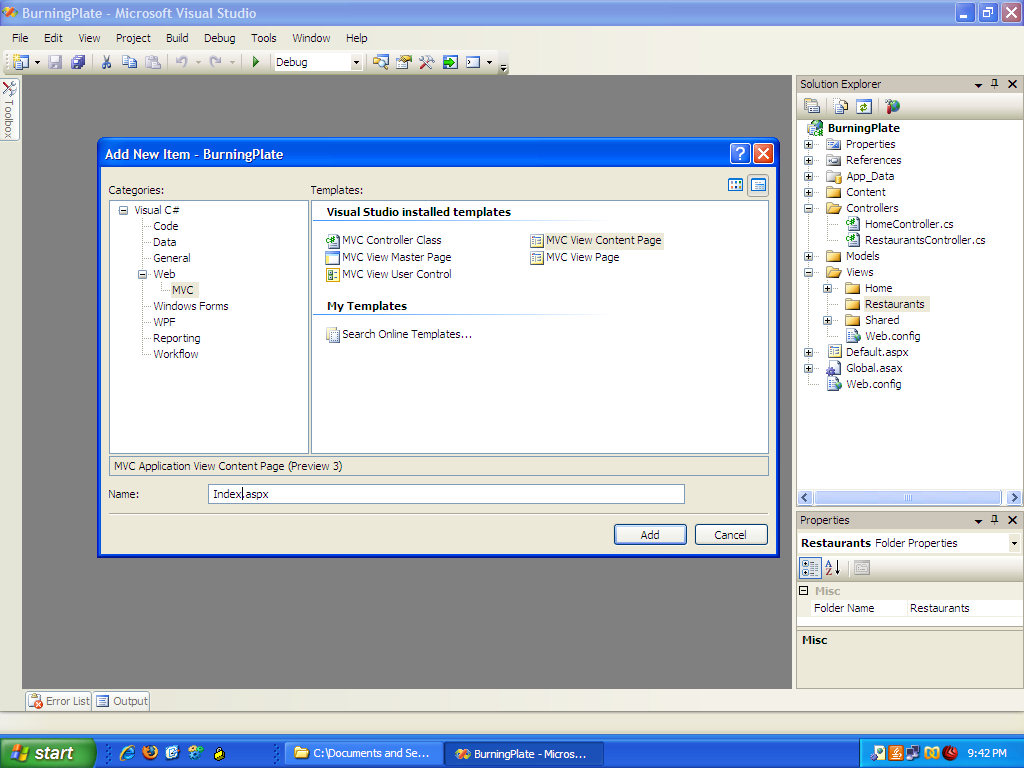 BurningPlate - Microsoft Visual Studio
File Edit View Project Build Debug Tools Window Help
Debug
Toolbox
Add New Item - BurningPlate
Categories:
Visual C#
Code
Data
General
Web
MVC
Windows Forms
WPF
Reporting
Workflow
Templates:
Visual Studio installed templates
MVC Controller Class
MVC View Master Page
MVC View User Control
MVC View Content Page
MVC View Page
My Templates
Search Online Templates...
MVC Application View Content Page (Preview 3)
Name:
Index.aspx
Add
Cancel
Solution Explorer
BurningPlate
Properties
References
App_Data
Content
Controllers
HomeController.cs
RestaurantsController.cs
Models
Views
Home
Restaurants
Shared
Web.config
Default.aspx
Global.asax
Web.config
Properties
Restaurants Folder Properties
Misc
Folder Name Restaurants
Misc
Error List
Output
start
C:\Documents and Se...
BurningPlate - Micros...
9:42 PM